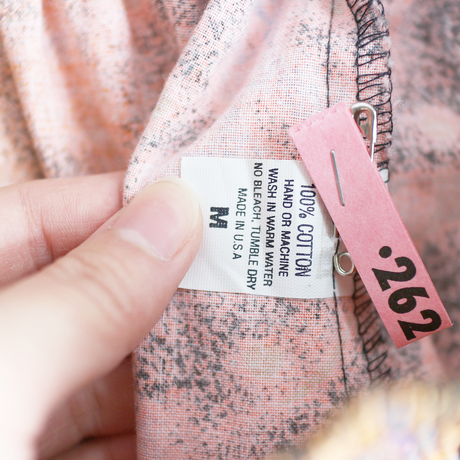 100% COTTON
HAND OR MACHINE
WASH IN WARM WATER
NO BLEACH, TUMBLE DRY
MADE IN U.S.A
M
.262